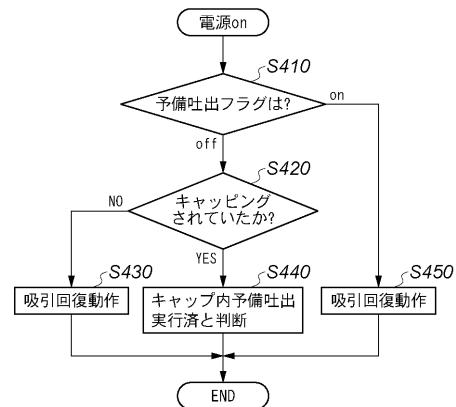 電源on
S410
予備吐出フラグは?
on
off
S420
キャッピング
されていたか?
NO
YES
S430
吸引回復動作
S440
キャップ内予備吐出
実行済と判断
S450
吸引回復動作
END